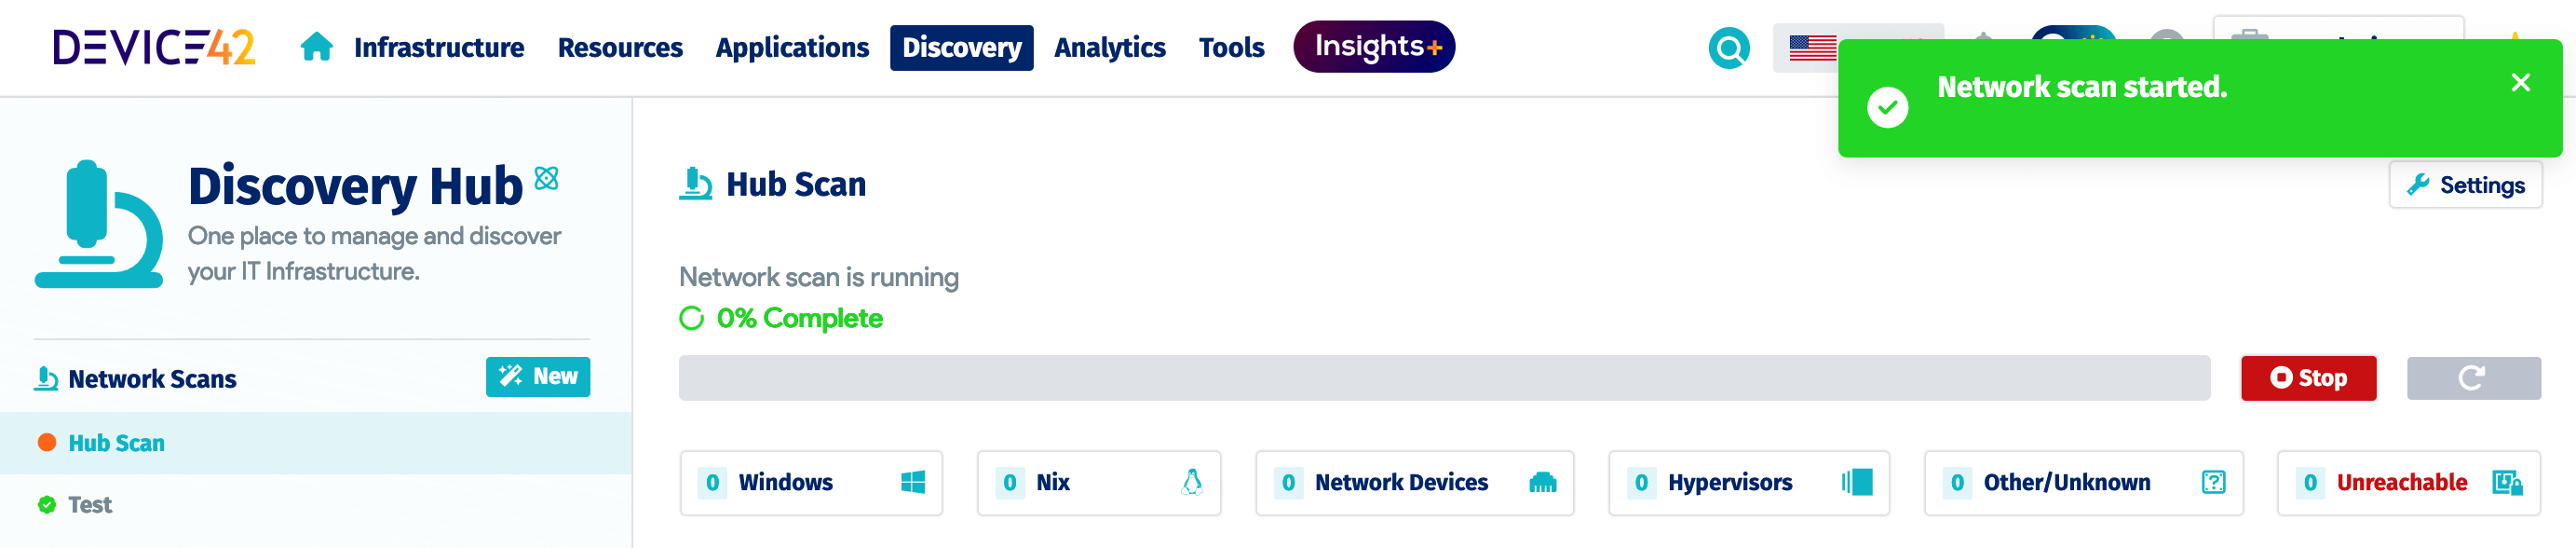 DEVICE42
Infrastructure
Resources
Applications
Discovery
Analytics
Tools
Insights+
Network scan started.
Discovery Hub
One place to manage and discover
your IT Infrastructure.
Hub Scan
Settings
Network scan is running
0% Complete
Network Scans
New
Stop
Hub Scan
Test
0 Windows
0 Nix
0 Network Devices
0 Hypervisors
0 Other/Unknown
0 Unreachable